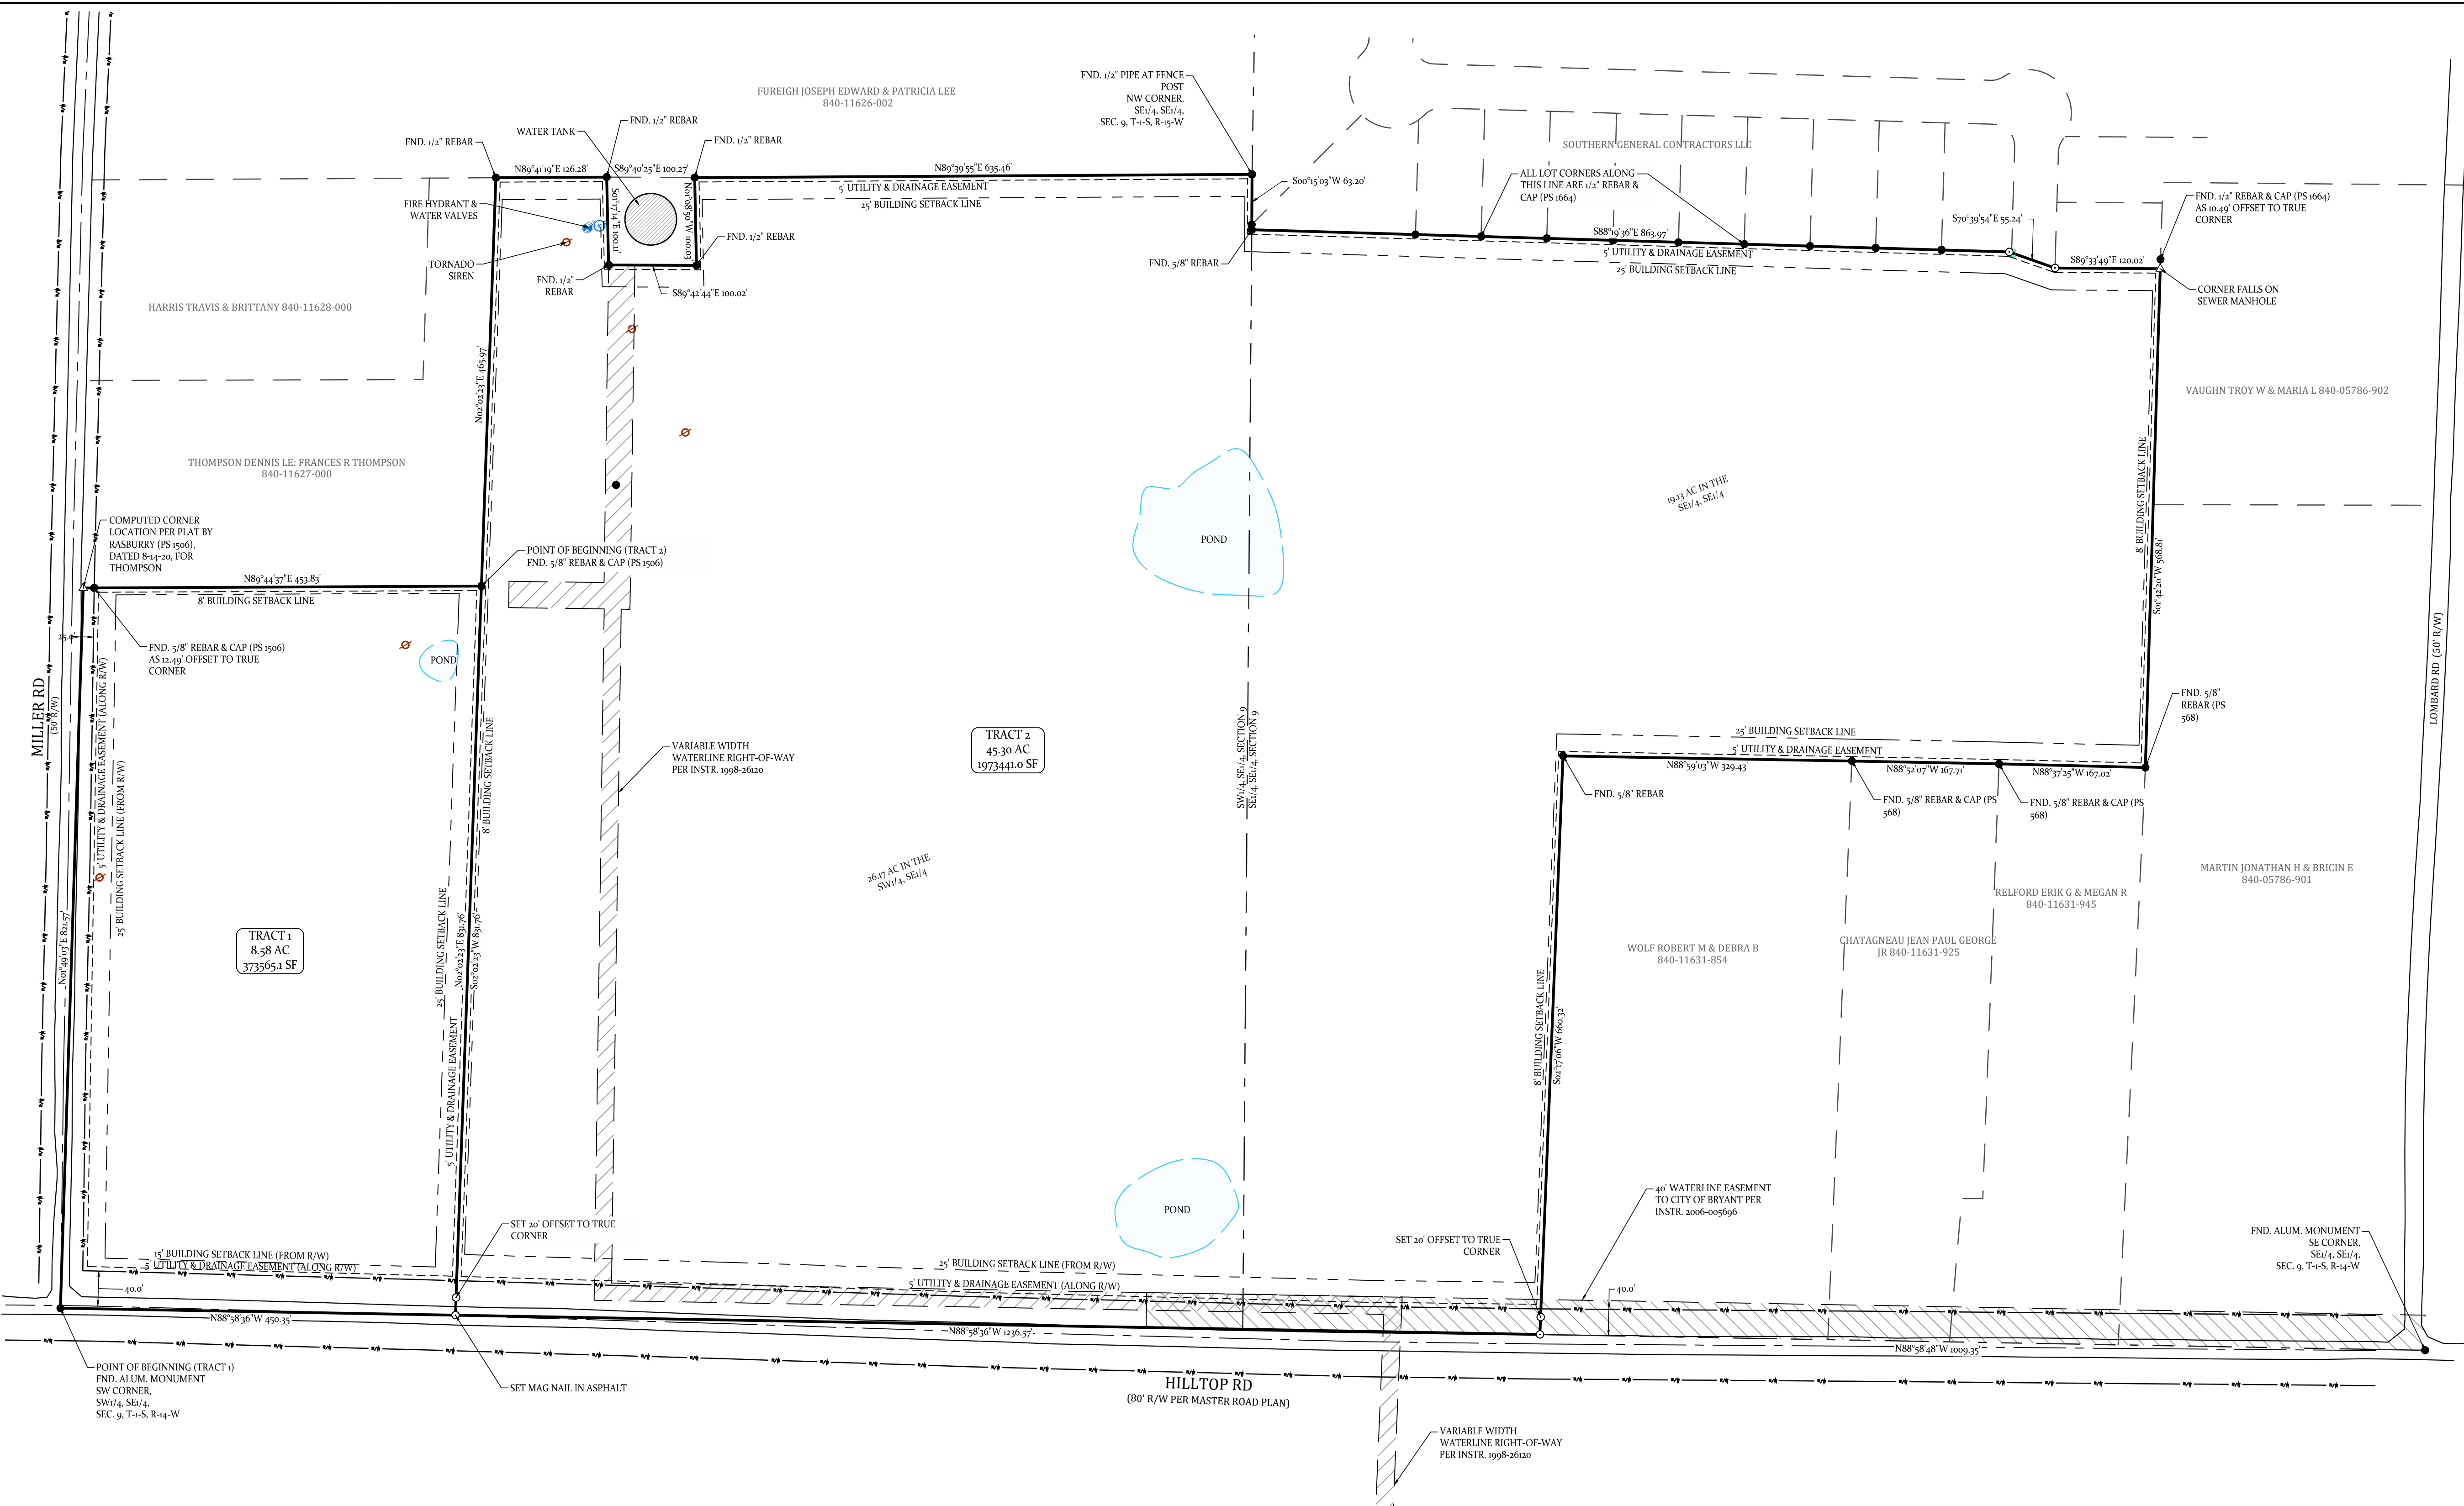 FUREIGH JOSEPH EDWARD & PATRICIA LEE
840-11626-002
FND. 1/2" PIPE AT FENCE
POST
NW CORNER,
SE1/4, SE1/4,
SEC. 9, T-1-S, R-15-W
FND. 1/2" REBAR
WATER TANK
FND. 1/2" REBAR
FND. 1/2" REBAR
SOUTHERN GENERAL CONTRACTORS LLC
N89°41'19"E 126.28'
S89°40'25"E 100.27'
N89°39'55"E 635.46'
5' UTILITY & DRAINAGE EASEMENT
25' BUILDING SETBACK LINE
S00°15'03"W 63.20'
ALL LOT CORNERS ALONG
THIS LINE ARE 1/2" REBAR &
CAP (PS 1664)
FND. 1/2" REBAR & CAP (PS 1664)
AS 10.49' OFFSET TO TRUE
CORNER
FIRE HYDRANT &
WATER VALVES
S01°17'14"E 100.11'
N01°08'50"W 100.03'
S70°39'54"E 55.24'
S88°19'36"E 863.97'
5' UTILITY & DRAINAGE EASEMENT
25' BUILDING SETBACK LINE
FND. 1/2" REBAR
TORNADO
SIREN
FND. 5/8" REBAR
S89°33'49"E 120.02'
FND. 1/2"
REBAR
S89°42'44"E 100.02'
CORNER FALLS ON
SEWER MANHOLE
HARRIS TRAVIS & BRITTANY 840-11628-000
N02°02'23"E 465.97'
VAUGHN TROY W & MARIA L 840-05786-902
THOMPSON DENNIS LE: FRANCES R THOMPSON
840-11627-000
19.13 AC IN THE
SE1/4, SE1/4
8' BUILDING SETBACK LINE
S01°42'20"W 568.81'
COMPUTED CORNER
LOCATION PER PLAT BY
RASBURRY (PS 1506),
DATED 8-14-20, FOR
THOMPSON
POND
POINT OF BEGINNING (TRACT 2)
FND. 5/8" REBAR & CAP (PS 1506)
N89°44'37"E 453.83'
8' BUILDING SETBACK LINE
25.0'
FND. 5/8" REBAR & CAP (PS 1506)
AS 12.49' OFFSET TO TRUE
CORNER
POND
MILLER RD
(50' R/W)
5' UTILITY & DRAINAGE EASEMENT (ALONG R/W)
25' BUILDING SETBACK LINE (FROM R/W)
8' BUILDING SETBACK LINE
LOMBARD RD (50' R/W)
FND. 5/8"
REBAR (PS
568)
TRACT 2
45.30 AC
1973441.0 SF
VARIABLE WIDTH
WATERLINE RIGHT-OF-WAY
PER INSTR. 1998-26120
SW1/4, SE1/4, SECTION 9
SE1/4, SE1/4, SECTION 9
25' BUILDING SETBACK LINE
5' UTILITY & DRAINAGE EASEMENT
N88°59'03"W 329.43'
N88°52'07"W 167.71'
N88°37'25"W 167.02'
FND. 5/8" REBAR
FND. 5/8" REBAR & CAP (PS
568)
FND. 5/8" REBAR & CAP (PS
568)
26.17 AC IN THE
SW1/4, SE1/4
MARTIN JONATHAN H & BRICIN E
840-05786-901
RELFORD ERIK G & MEGAN R
840-11631-945
CHATAGNEAU JEAN PAUL GEORGE
JR 840-11631-925
WOLF ROBERT M & DEBRA B
840-11631-854
TRACT 1
8.58 AC
373565.1 SF
N01°49'03"E 821.57'
25' BUILDING SETBACK LINE
N02°02'23"E 831.76'
S02°02'23"W 831.76'
5' UTILITY & DRAINAGE EASEMENT
8' BUILDING SETBACK LINE
S02°17'06"W 660.32'
POND
40' WATERLINE EASEMENT
TO CITY OF BRYANT PER
INSTR. 2006-005696
SET 20' OFFSET TO TRUE
CORNER
SET 20' OFFSET TO TRUE
CORNER
FND. ALUM. MONUMENT
SE CORNER,
SE1/4, SE1/4,
SEC. 9, T-1-S, R-14-W
15' BUILDING SETBACK LINE (FROM R/W)
5' UTILITY & DRAINAGE EASEMENT (ALONG R/W)
25' BUILDING SETBACK LINE (FROM R/W)
5' UTILITY & DRAINAGE EASEMENT (ALONG R/W)
40.0'
40.0'
N88°58'36"W 450.35'
N88°58'36"W 1236.57'
N88°58'48"W 1009.35'
POINT OF BEGINNING (TRACT 1)
FND. ALUM. MONUMENT
SW CORNER,
SW1/4, SE1/4,
SEC. 9, T-1-S, R-14-W
SET MAG NAIL IN ASPHALT
HILLTOP RD
(80' R/W PER MASTER ROAD PLAN)
VARIABLE WIDTH
WATERLINE RIGHT-OF-WAY
PER INSTR. 1998-26120